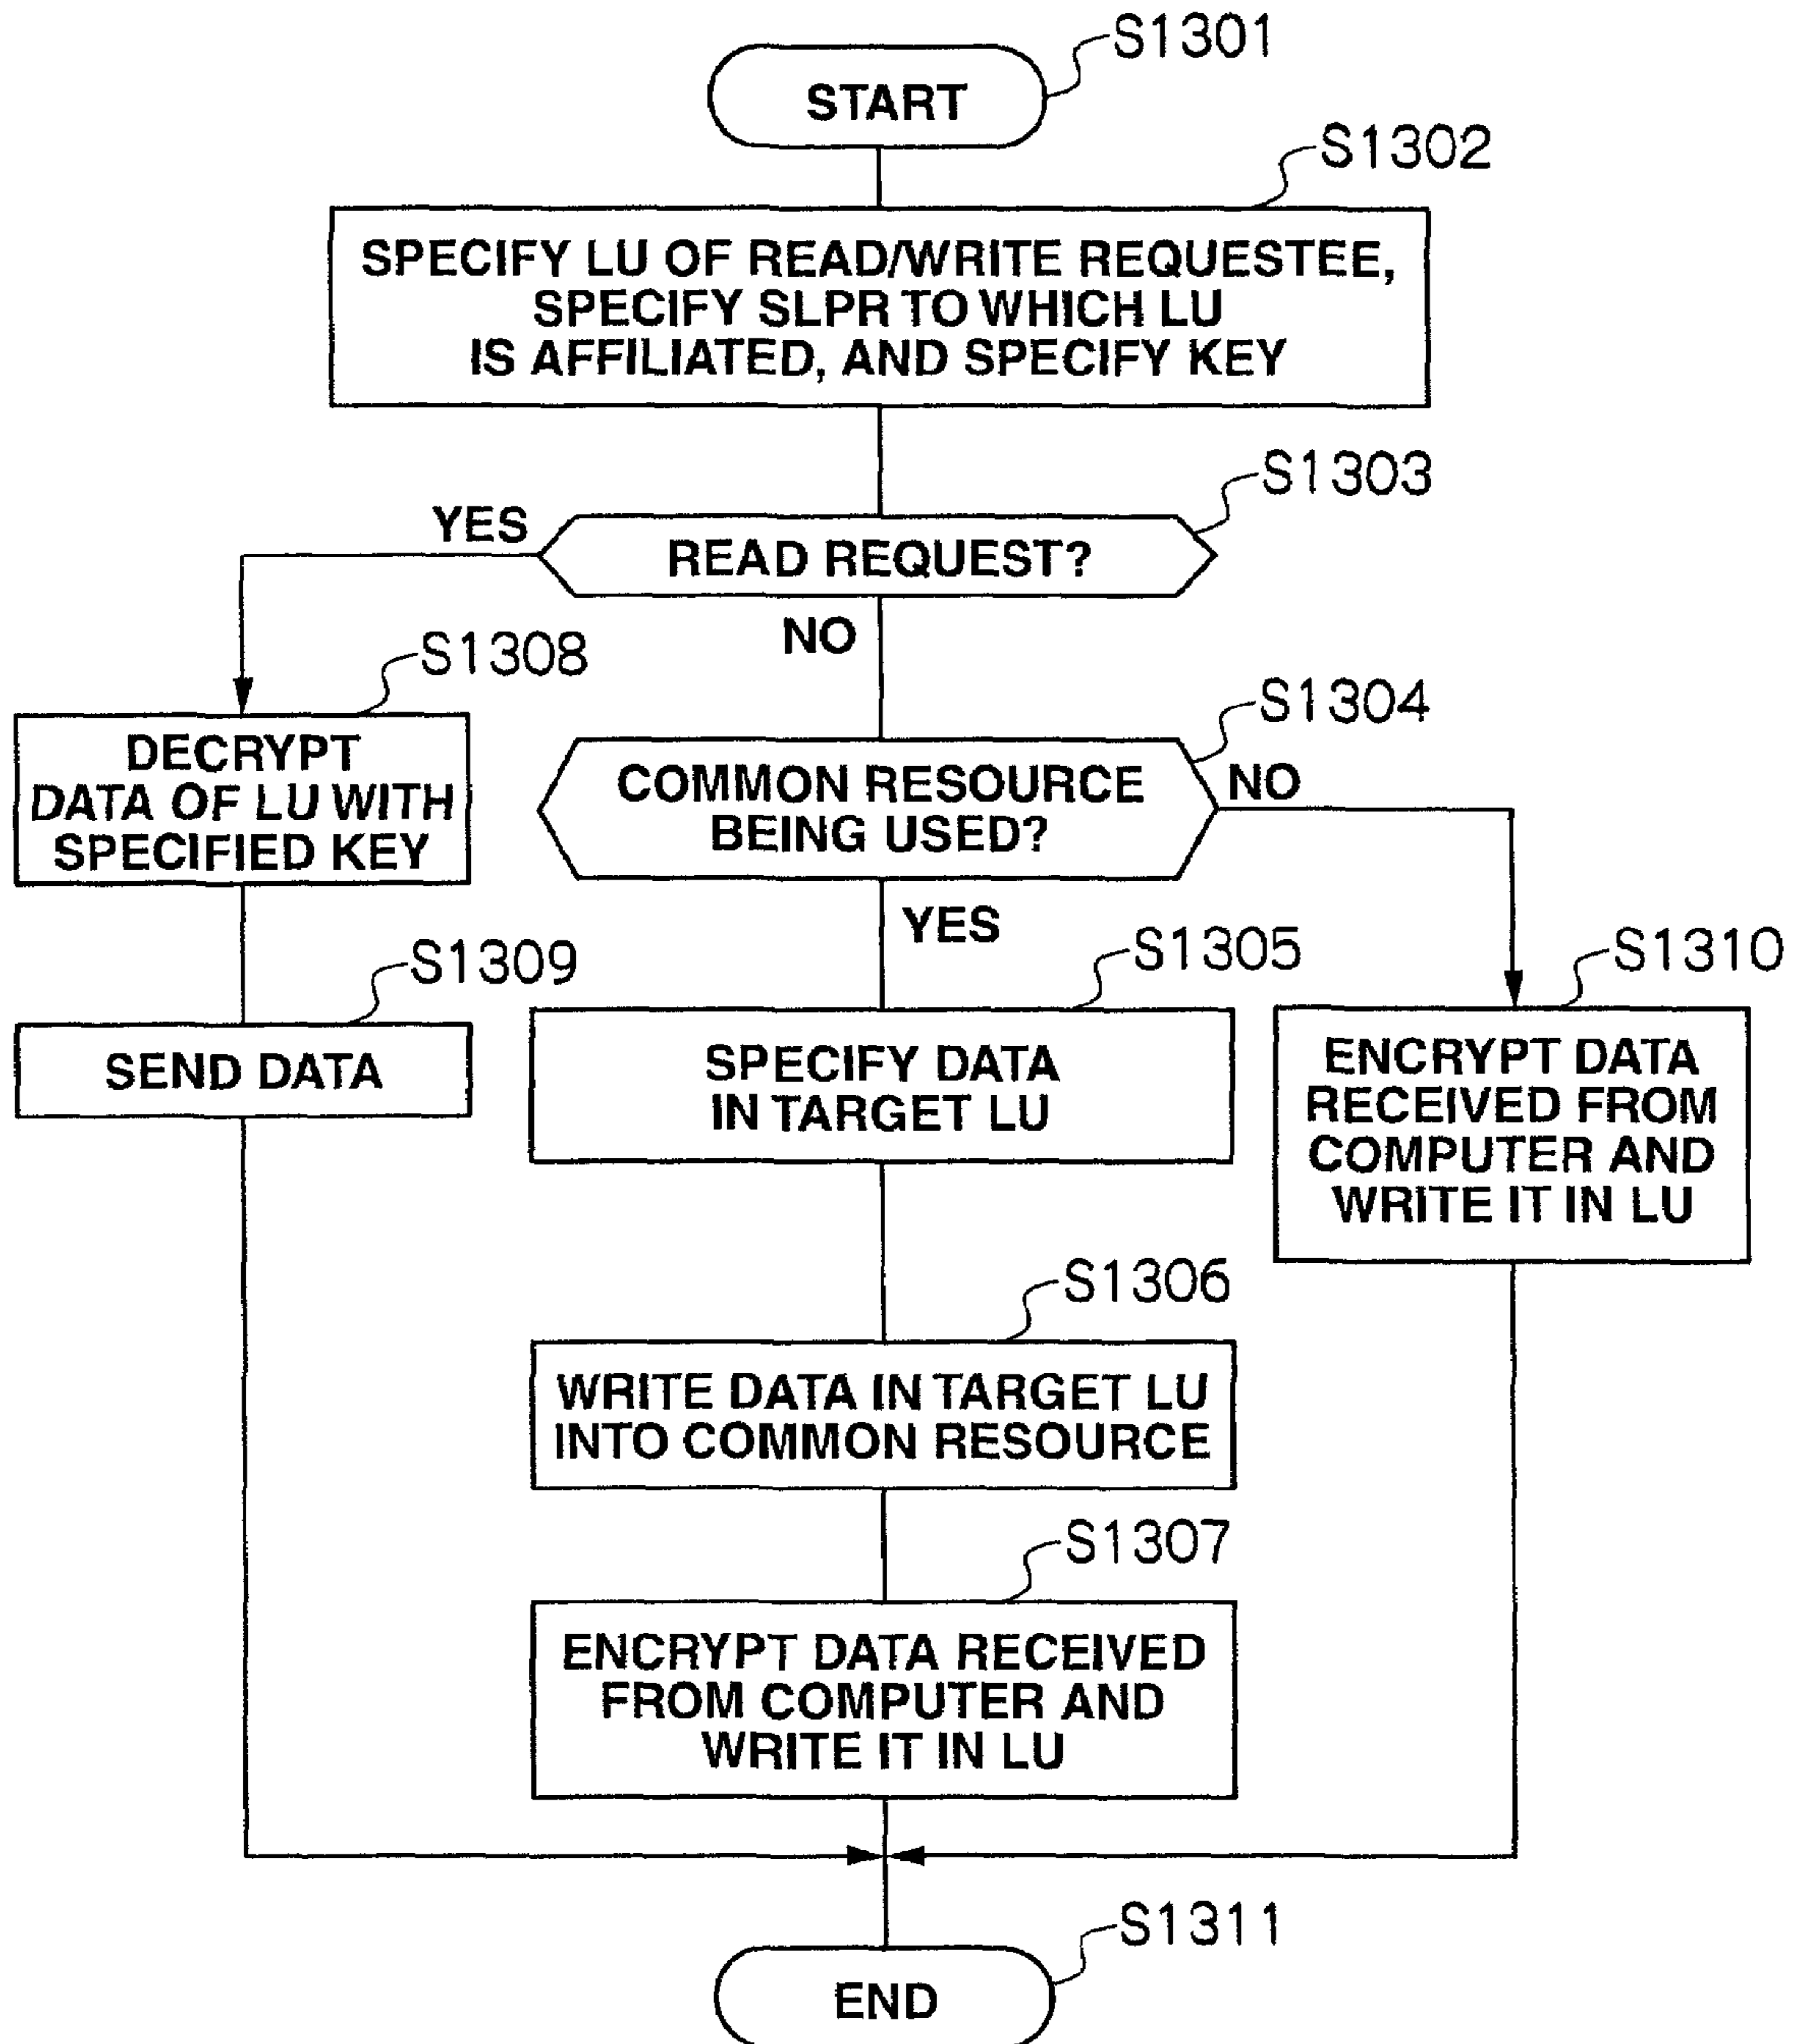 S1301
START
S1302
SPECIFY LU OF READ/WRITE REQUESTEE,
SPECIFY SLPR TO WHICH LU
IS AFFILIATED, AND SPECIFY KEY
S1303
YES
READ REQUEST?
NO
S1308
DECRYPT
DATA OF LU WITH
SPECIFIED KEY
S1304
COMMON RESOURCE
BEING USED?
NO
YES
S1309
SEND DATA
S1305
SPECIFY DATA
IN TARGET LU
S1310
ENCRYPT DATA
RECEIVED FROM
COMPUTER AND
WRITE IT IN LU
S1306
WRITE DATA IN TARGET LU
INTO COMMON RESOURCE
S1307
ENCRYPT DATA RECEIVED
FROM COMPUTER AND
WRITE IT IN LU
S1311
END